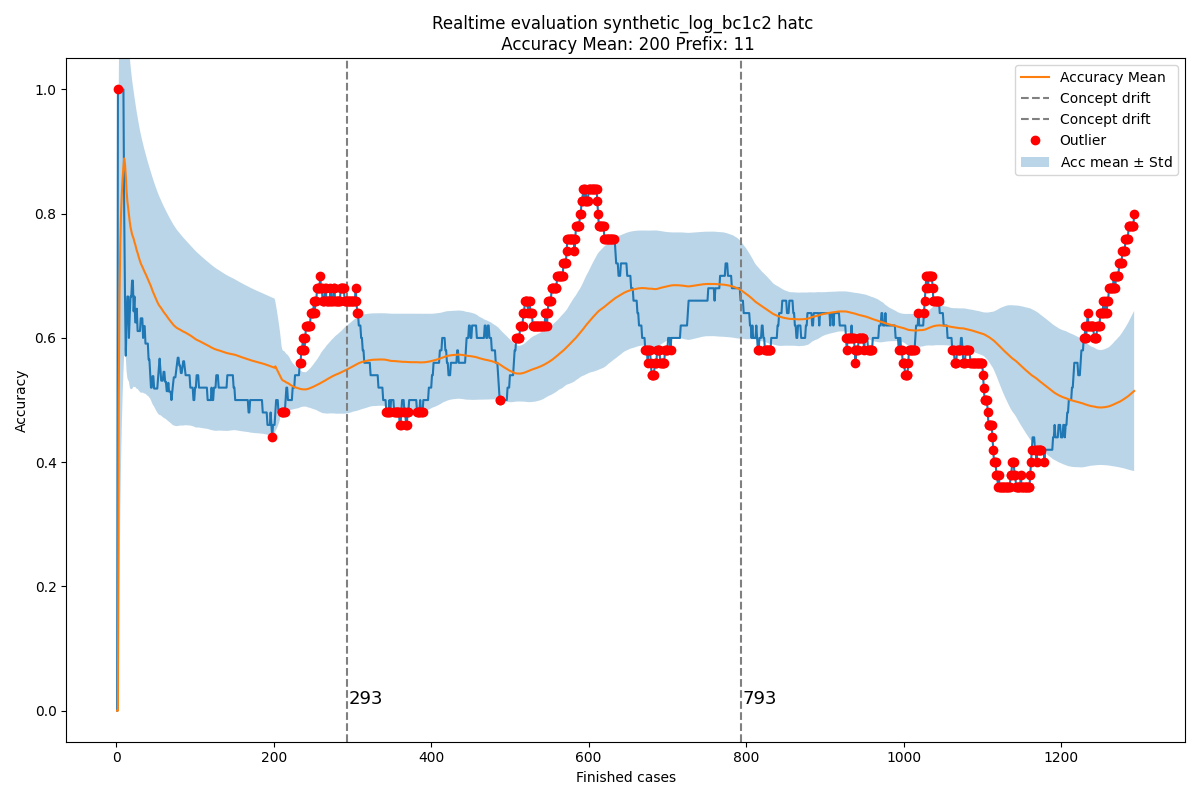 Realtime evaluation synthetic_log_bc1c2 hatc
Accuracy Mean: 200 Prefix: 11
Accuracy Mean
Concept drift
Concept drift
Outlier
Acc mean ± Std
1.0
0.8
0.6
0.4
0.2
0.0
Accuracy
293
793
0
200
400
600
800
1000
1200
Finished cases